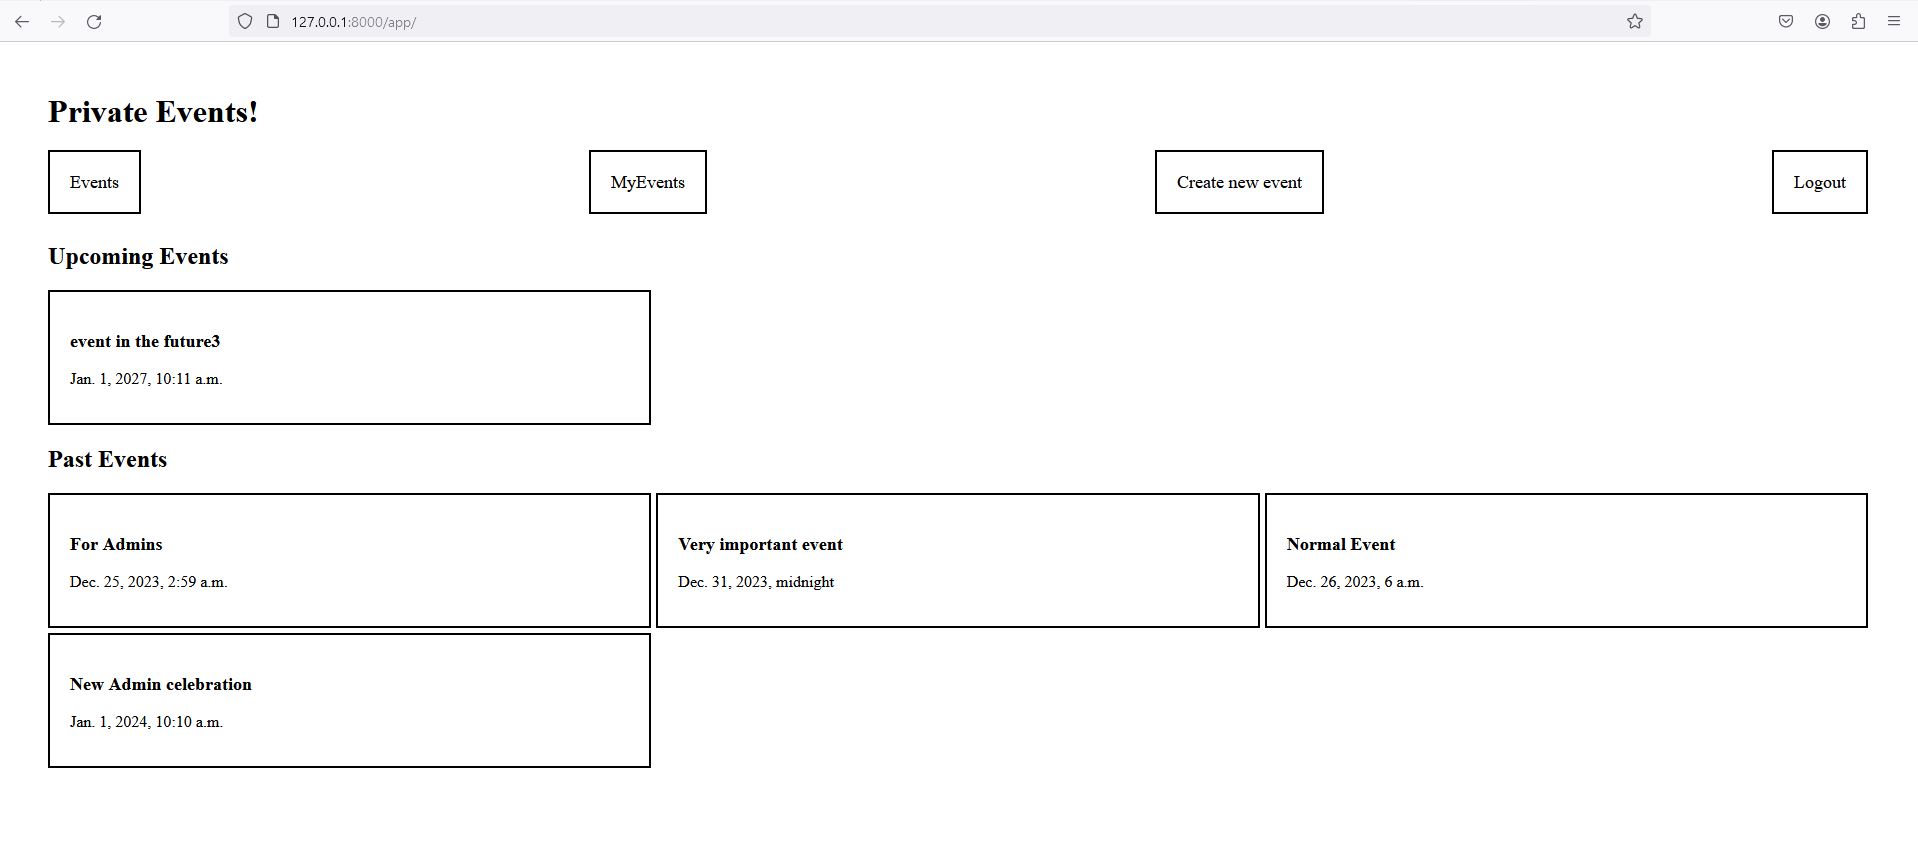 127.0.0.1:8000/app/
Private Events!
Events
MyEvents
Create new event
Logout
Upcoming Events
event in the future3
Jan. 1, 2027, 10:11 a.m.
Past Events
For Admins
Dec. 25, 2023, 2:59 a.m.
Very important event
Dec. 31, 2023, midnight
Normal Event
Dec. 26, 2023, 6 a.m.
New Admin celebration
Jan. 1, 2024, 10:10 a.m.